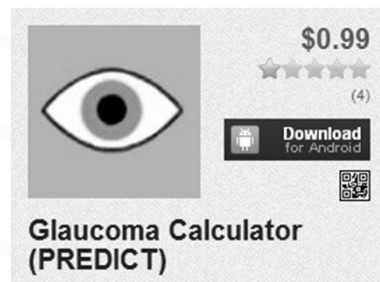 $0.99
(4)
Download
for Android
Glaucoma Calculator
(PREDICT)